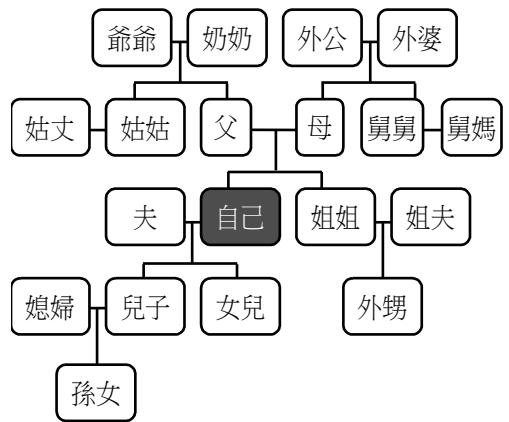 爺爺 奶奶 外公 外婆
姑丈 姑姑 父 母 舅舅 舅媽
夫 自己 姐姐 姐夫
媳婦 兒子 女兒 外甥
孫女